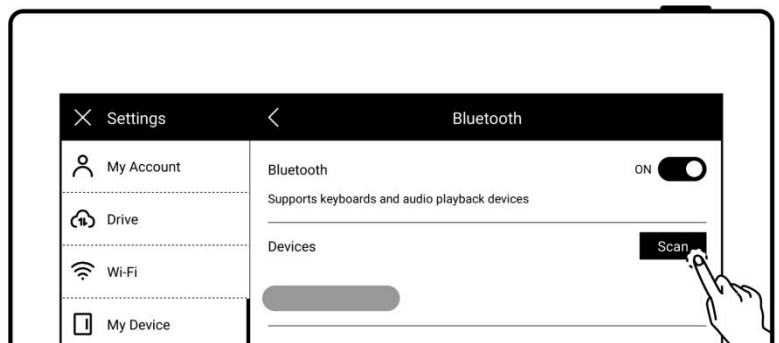 Settings
Bluetooth
My Account
Bluetooth
ON
Supports keyboards and audio playback devices
Drive
Devices
Scan
Wi-Fi
My Device